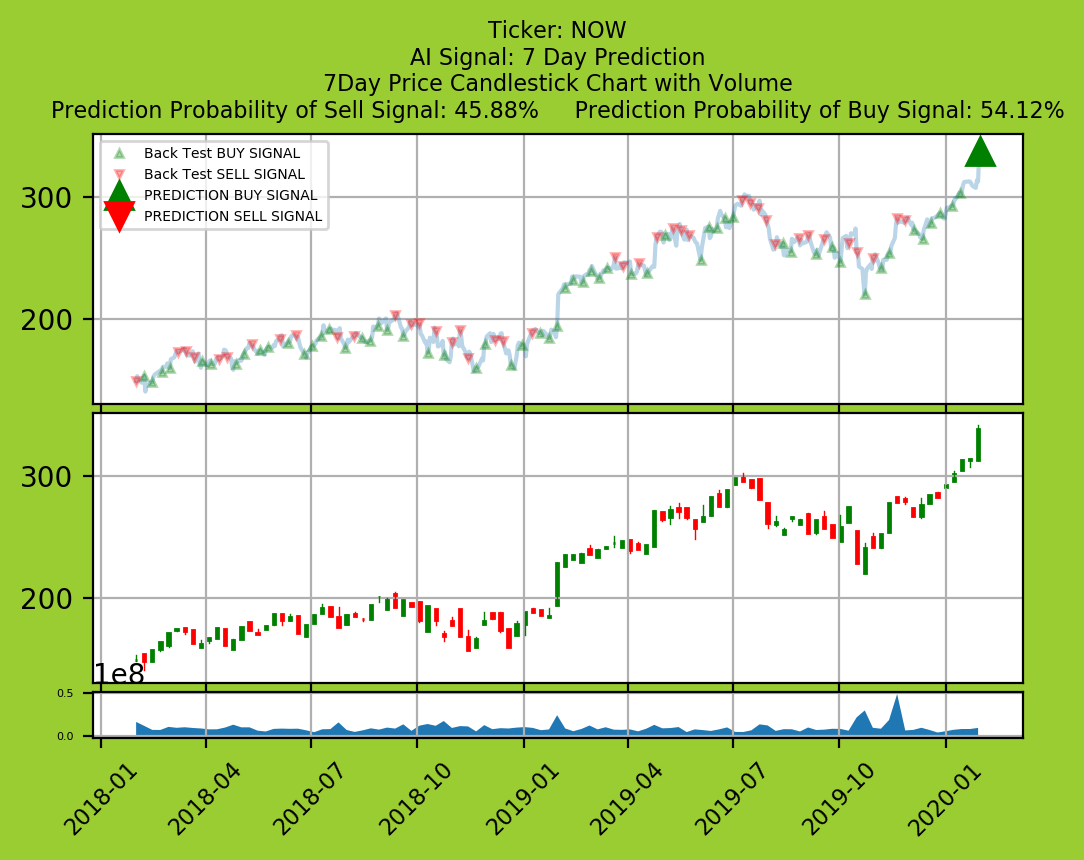 Ticker: NOW
AI Signal: 7 Day Prediction
7Day Price Candlestick Chart with Volume
Prediction Probability of Sell Signal: 45.88% Prediction Probability of Buy Signal: 54.12%
Back Test BUY SIGNAL
Back Test SELL SIGNAL
PREDICTION BUY SIGNAL
PREDICTION SELL SIGNAL
300
200
300
200
1e8
0.5
0.0
2018-01 2018-04 2018-07 2018-10 2019-01 2019-04 2019-07 2019-10 2020-01